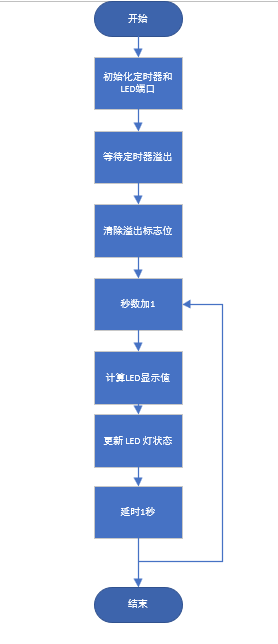 开始
初始化定时器和
LED端口
等待定时器溢出
清除溢出标志位
秒数加1
计算LED显示值
更新 LED 灯状态
延时1秒
结束